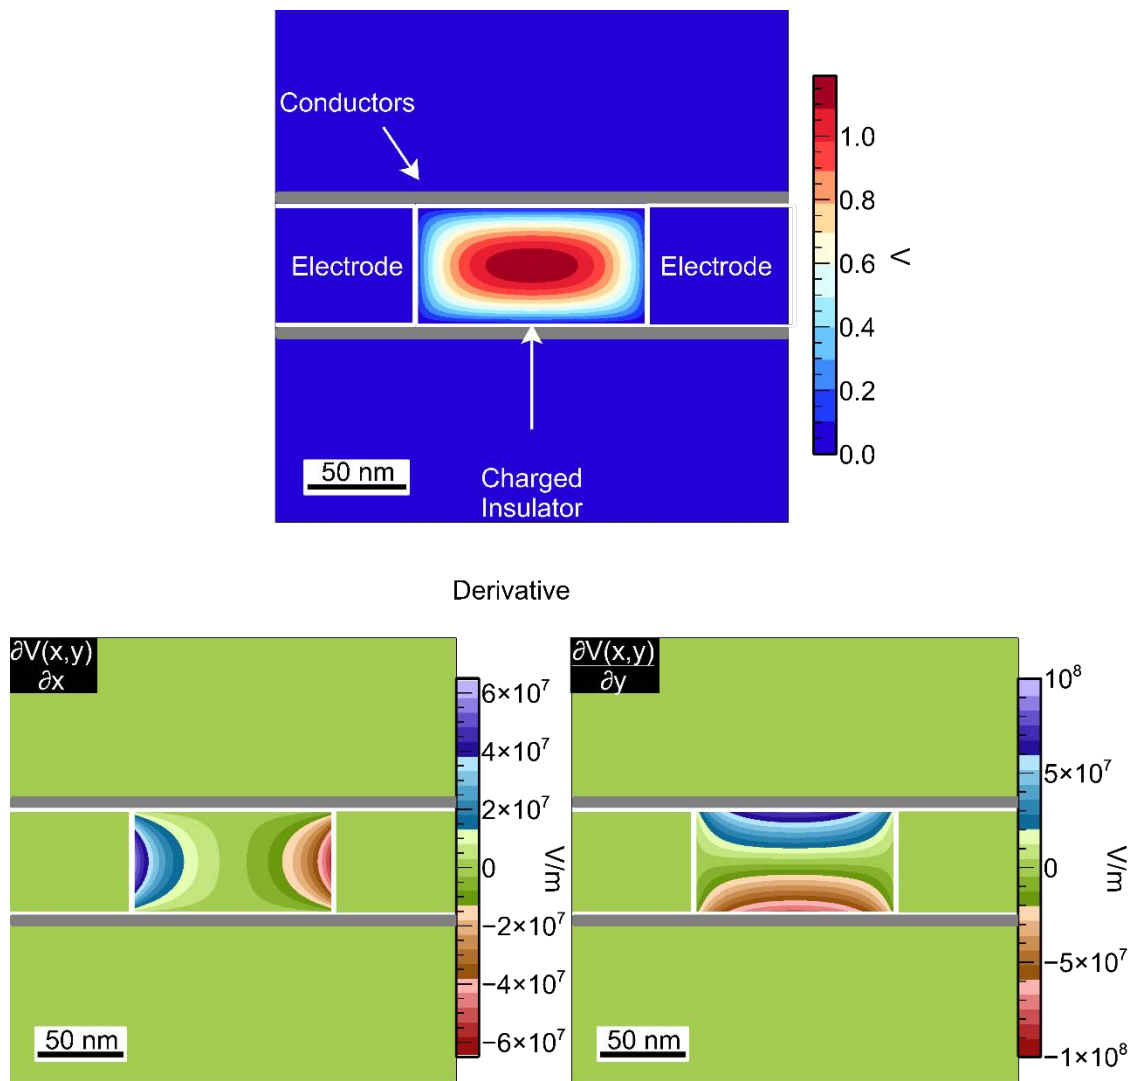 Conductors
Electrode
Electrode
Charged
Insulator
50 nm
1.0
0.8
0.6
0.4
0.2
0.0
V
Derivative
∂V(x,y)
∂x
6×10⁷
4×10⁷
2×10⁷
0
−2×10⁷
−4×10⁷
−6×10⁷
V/m
50 nm
∂V(x,y)
∂y
10⁸
5×10⁷
0
−5×10⁷
−1×10⁸
V/m
50 nm